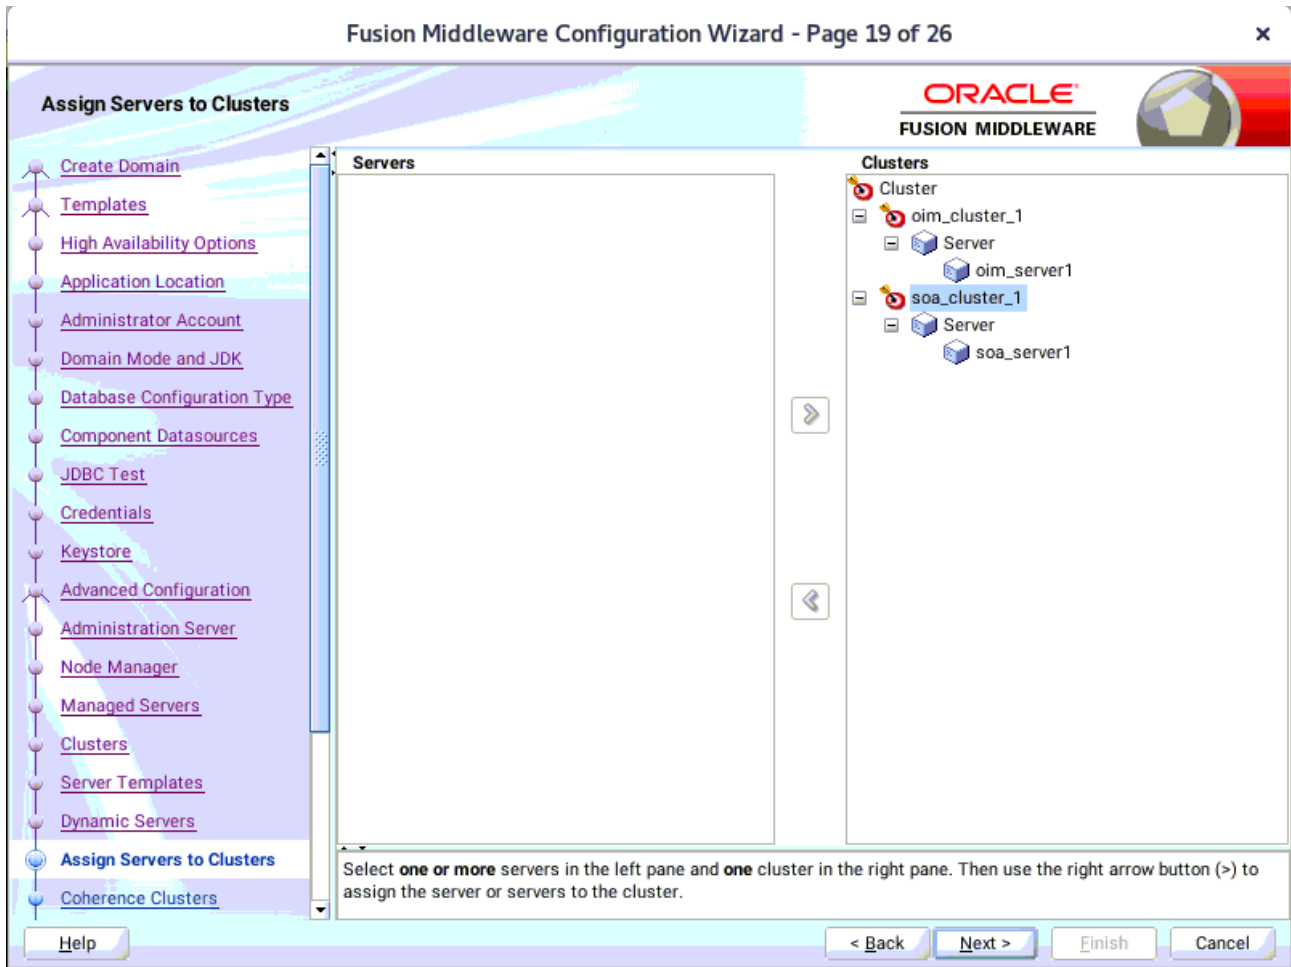 Fusion Middleware Configuration Wizard - Page 19 of 26
Assign Servers to Clusters
ORACLE
FUSION MIDDLEWARE
Create Domain
Templates
High Availability Options
Application Location
Administrator Account
Domain Mode and JDK
Database Configuration Type
Component Datasources
JDBC Test
Credentials
Keystore
Advanced Configuration
Administration Server
Node Manager
Managed Servers
Clusters
Server Templates
Dynamic Servers
Assign Servers to Clusters
Coherence Clusters
Servers
Clusters
Cluster
oim_cluster_1
Server
oim_server1
soa_cluster_1
Server
soa_server1
Select one or more servers in the left pane and one cluster in the right pane. Then use the right arrow button (>) to
assign the server or servers to the cluster.
Help
< Back
Next >
Finish
Cancel